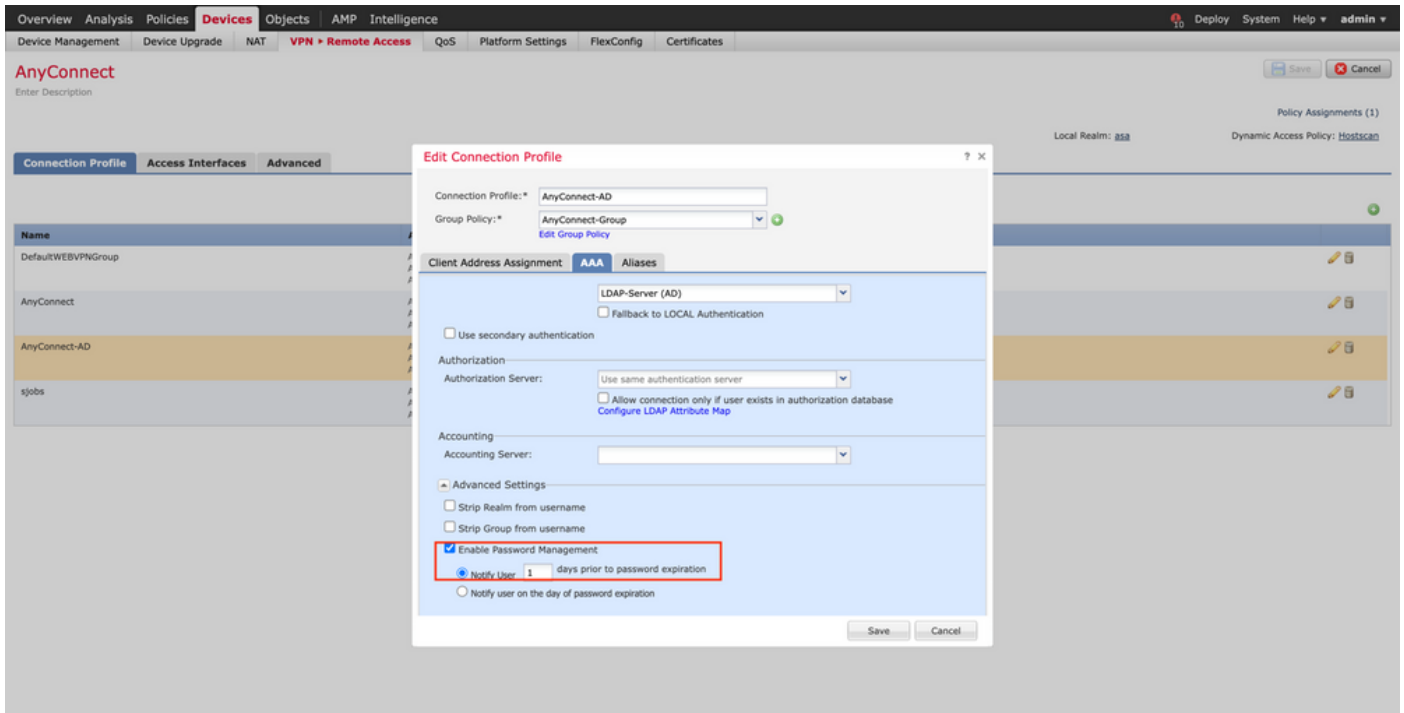 Overview Analysis Policies Devices Objects AMP Intelligence Deploy System Help admin
Device Management Device Upgrade NAT VPN ▸ Remote Access QoS Platform Settings FlexConfig Certificates
AnyConnect
Save Cancel
Enter Description
Policy Assignments (1)
Local Realm: asa Dynamic Access Policy: Hostscan
Connection Profile Access Interfaces Advanced
Name
DefaultWEBVPNGroup
AnyConnect
AnyConnect-AD
sjobs
Edit Connection Profile ? ×
Connection Profile:* AnyConnect-AD
Group Policy:* AnyConnect-Group
Edit Group Policy
Client Address Assignment AAA Aliases
LDAP-Server (AD)
Fallback to LOCAL Authentication
Use secondary authentication
Authorization
Authorization Server: Use same authentication server
Allow connection only if user exists in authorization database
Configure LDAP Attribute Map
Accounting
Accounting Server:
Advanced Settings
Strip Realm from username
Strip Group from username
Enable Password Management
Notify User 1 days prior to password expiration
Notify user on the day of password expiration
Save Cancel